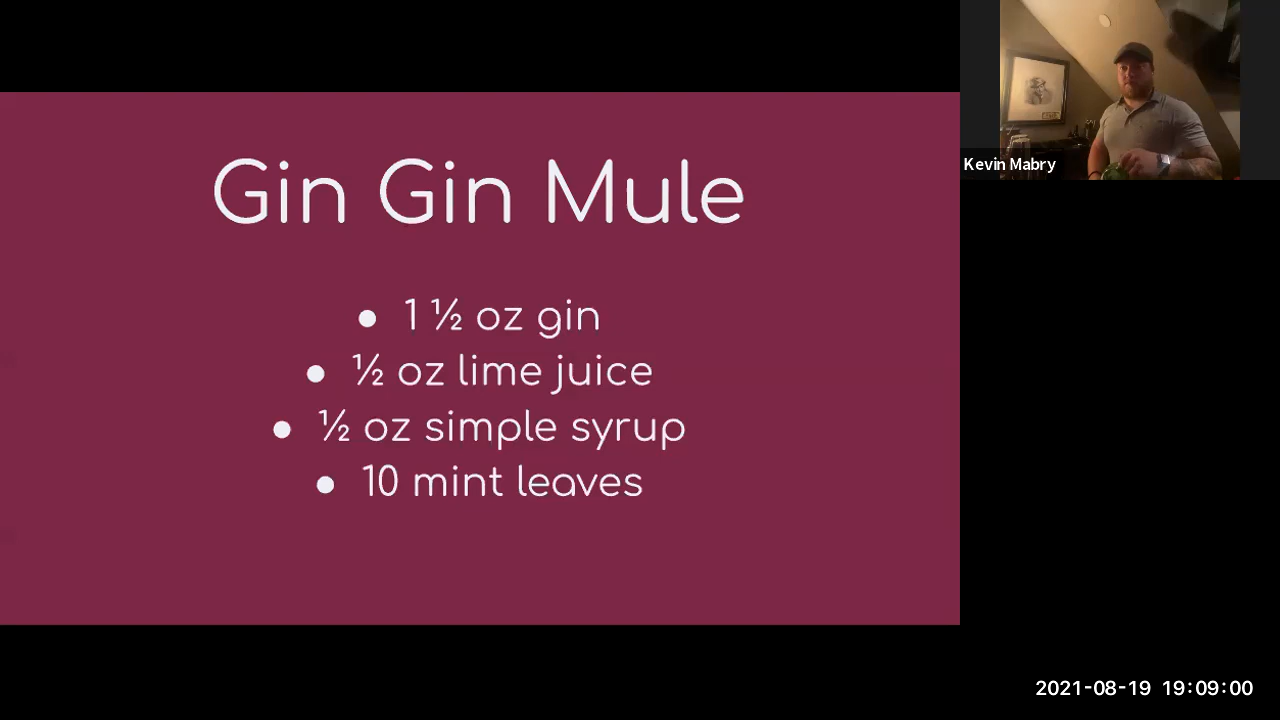 Gin Gin Mule
● 1 ½ oz gin
● ½ oz lime juice
● ½ oz simple syrup
● 10 mint leaves
Kevin Mabry
2021-08-19 19:09:00